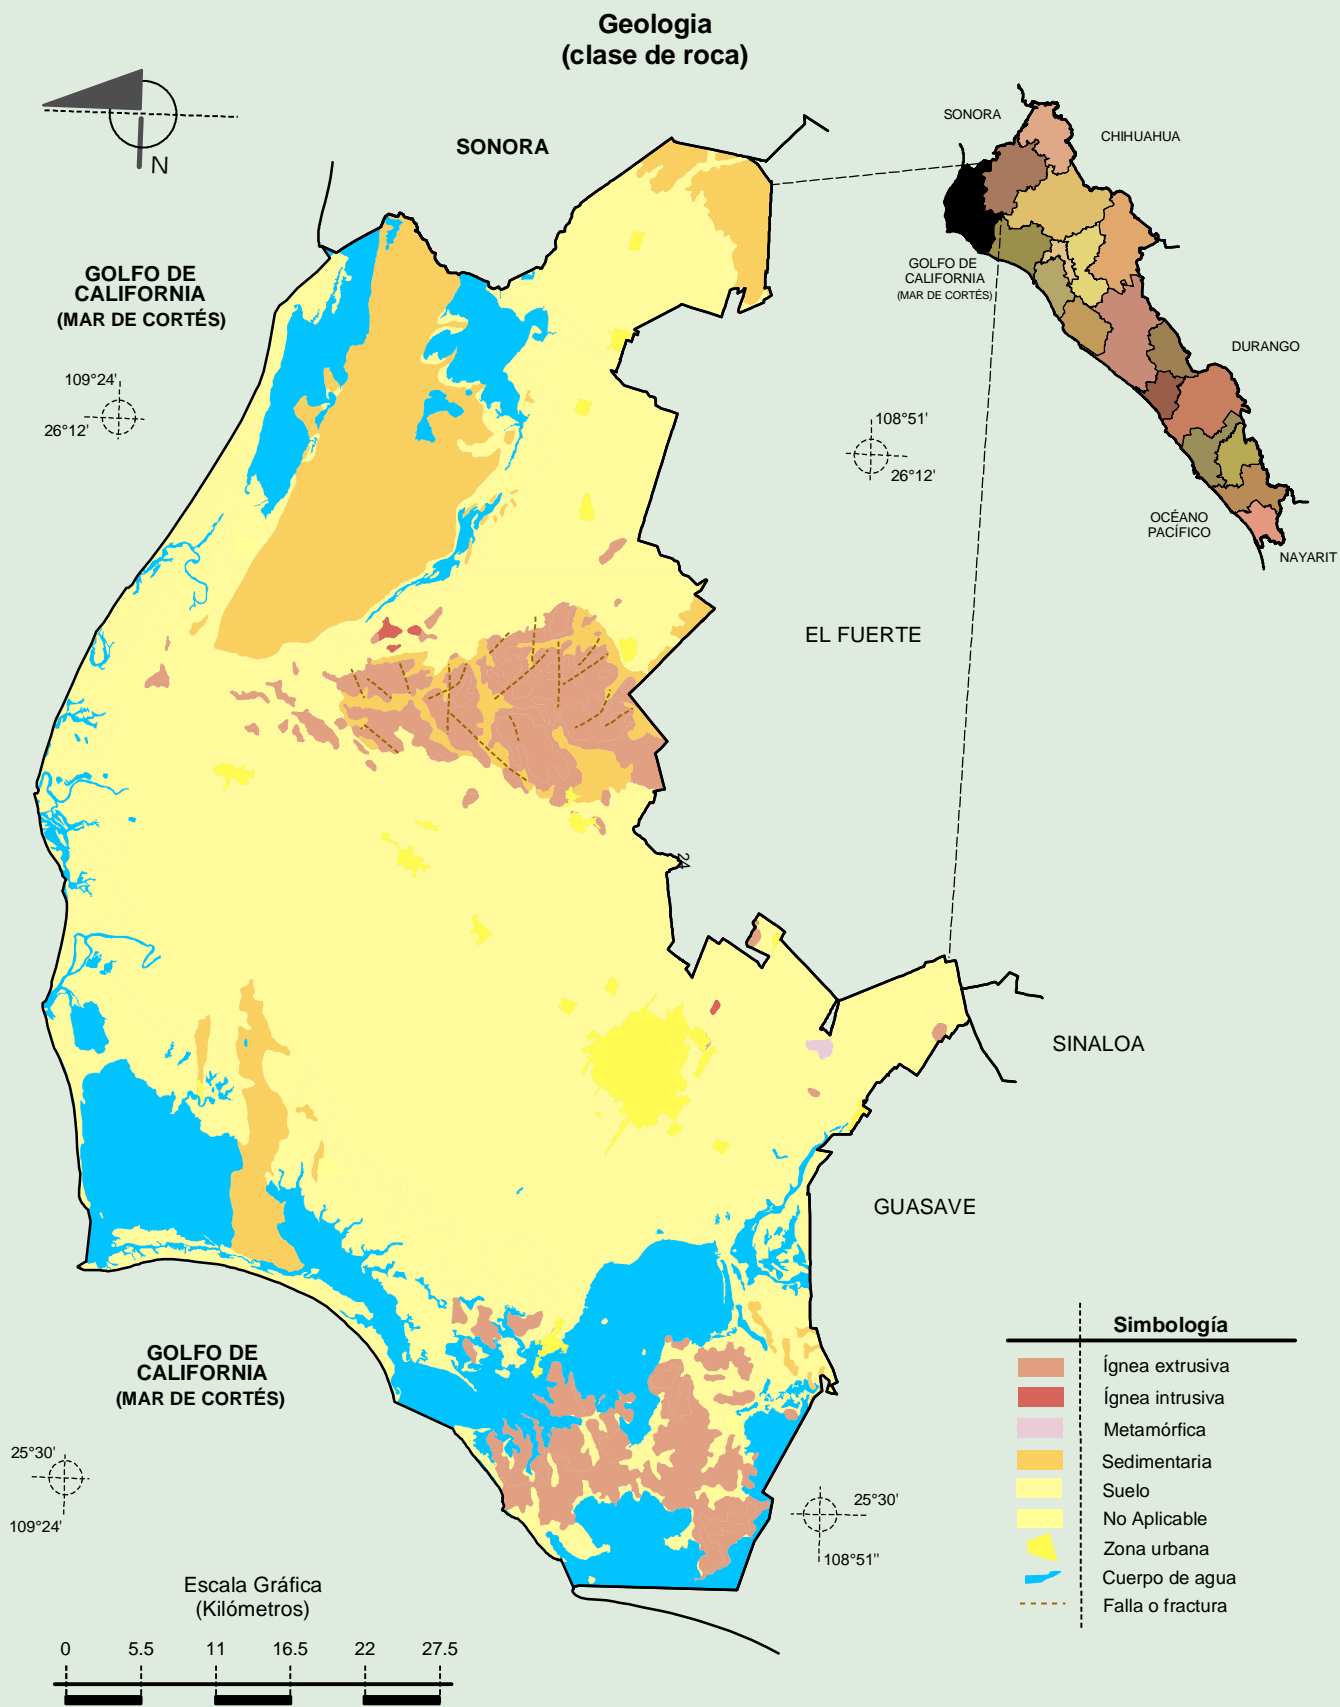 Geologia
(clase de roca)
N
SONORA
SONORA
CHIHUAHUA
GOLFO DE
CALIFORNIA
(MAR DE CORTÉS)
GOLFO DE
CALIFORNIA
(MAR DE CORTÉS)
DURANGO
109°24'
26°12'
108°51'
26°12'
OCÉANO
PACÍFICO
NAYARIT
EL FUERTE
24
SINALOA
GUASAVE
GOLFO DE
CALIFORNIA
(MAR DE CORTÉS)
25°30'
109°24'
25°30'
108°51"
Simbología
Ígnea extrusiva
Ígnea intrusiva
Metamórfica
Sedimentaria
Suelo
No Aplicable
Zona urbana
Cuerpo de agua
Falla o fractura
Escala Gráfica
(Kilómetros)
0 5.5 11 16.5 22 27.5